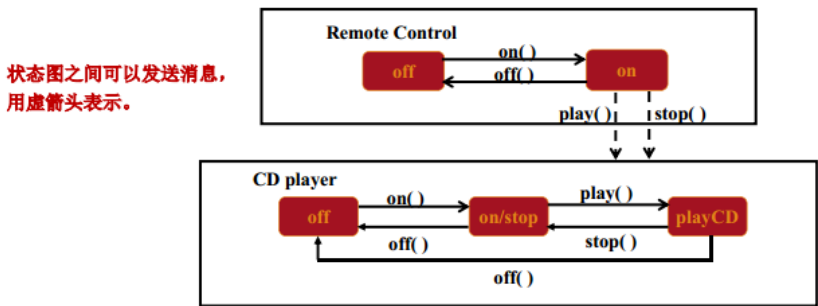 Remote Control
on( )
off
off( )
on
状态图之间可以发送消息，
用虚箭头表示。
play( )
stop( )
CD player
on( )
play( )
off
on/stop
playCD
off( )
stop( )
off( )